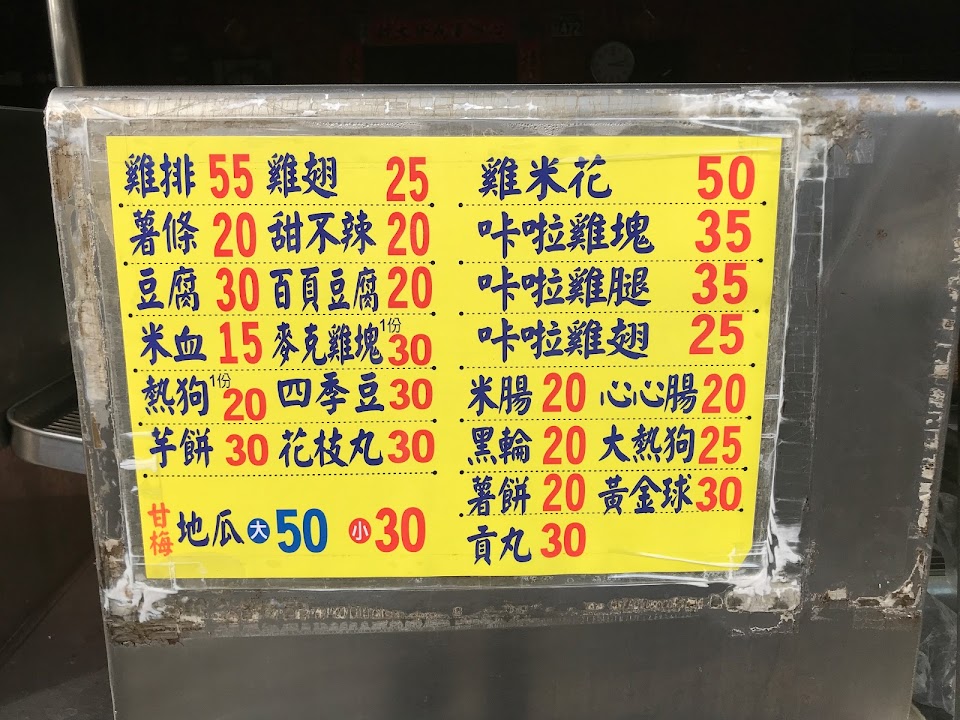 雞排 55 雞翅 25
薯條 20 甜不辣 20
豆腐 30 百頁豆腐 20
米血 15 麥克雞塊 1份 30
熱狗 1份 20 四季豆 30
芋餅 30 花枝丸 30
甘梅 地瓜 大 50 小 30
雞米花 50
咔啦雞塊 35
咔啦雞腿 35
咔啦雞翅 25
米腸 20 心心腸 20
黑輪 20 大熱狗 25
薯餅 20 黃金球 30
貢丸 30